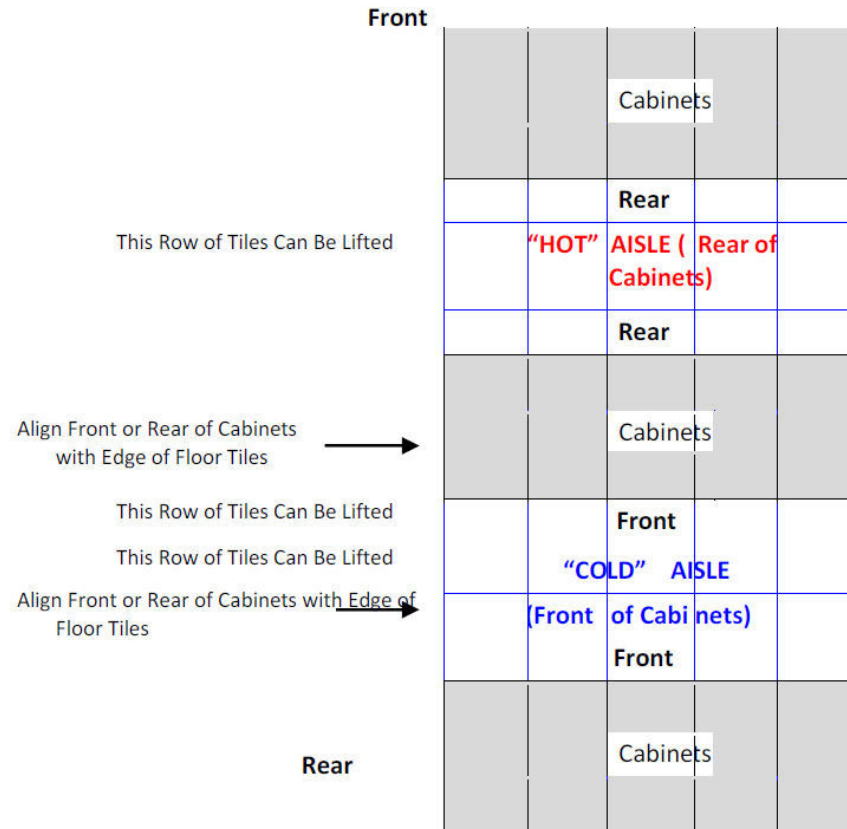 Front
Cabinets
Rear
This Row of Tiles Can Be Lifted
“HOT” AISLE ( Rear of
Cabinets)
Rear
Align Front or Rear of Cabinets
with Edge of Floor Tiles
Cabinets
This Row of Tiles Can Be Lifted
Front
This Row of Tiles Can Be Lifted
“COLD” AISLE
Align Front or Rear of Cabinets with Edge of
Floor Tiles
(Front of Cabi nets)
Front
Cabinets
Rear